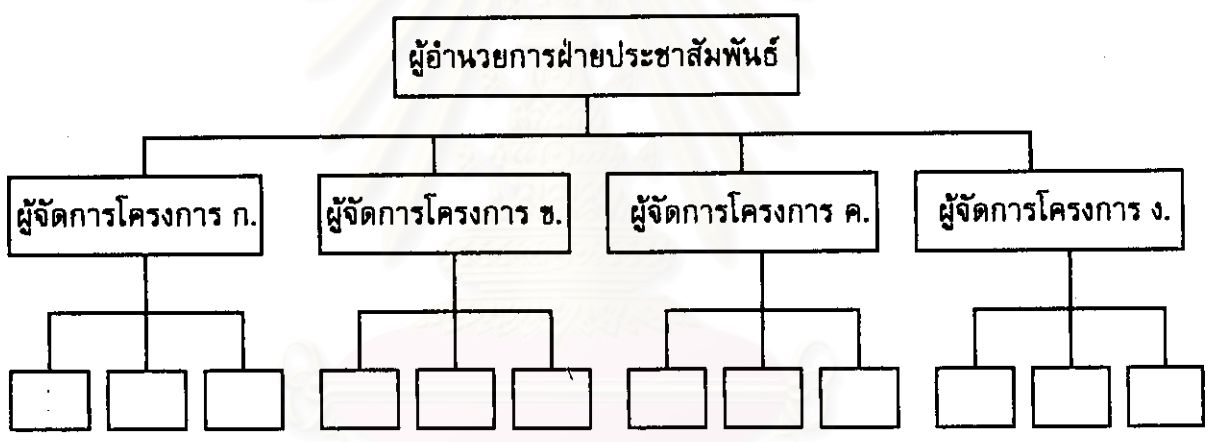 ผู้อำนวยการฝ่ายประชาสัมพันธ์
ผู้จัดการโครงการ ก.
ผู้จัดการโครงการ ข.
ผู้จัดการโครงการ ค.
ผู้จัดการโครงการ ง.